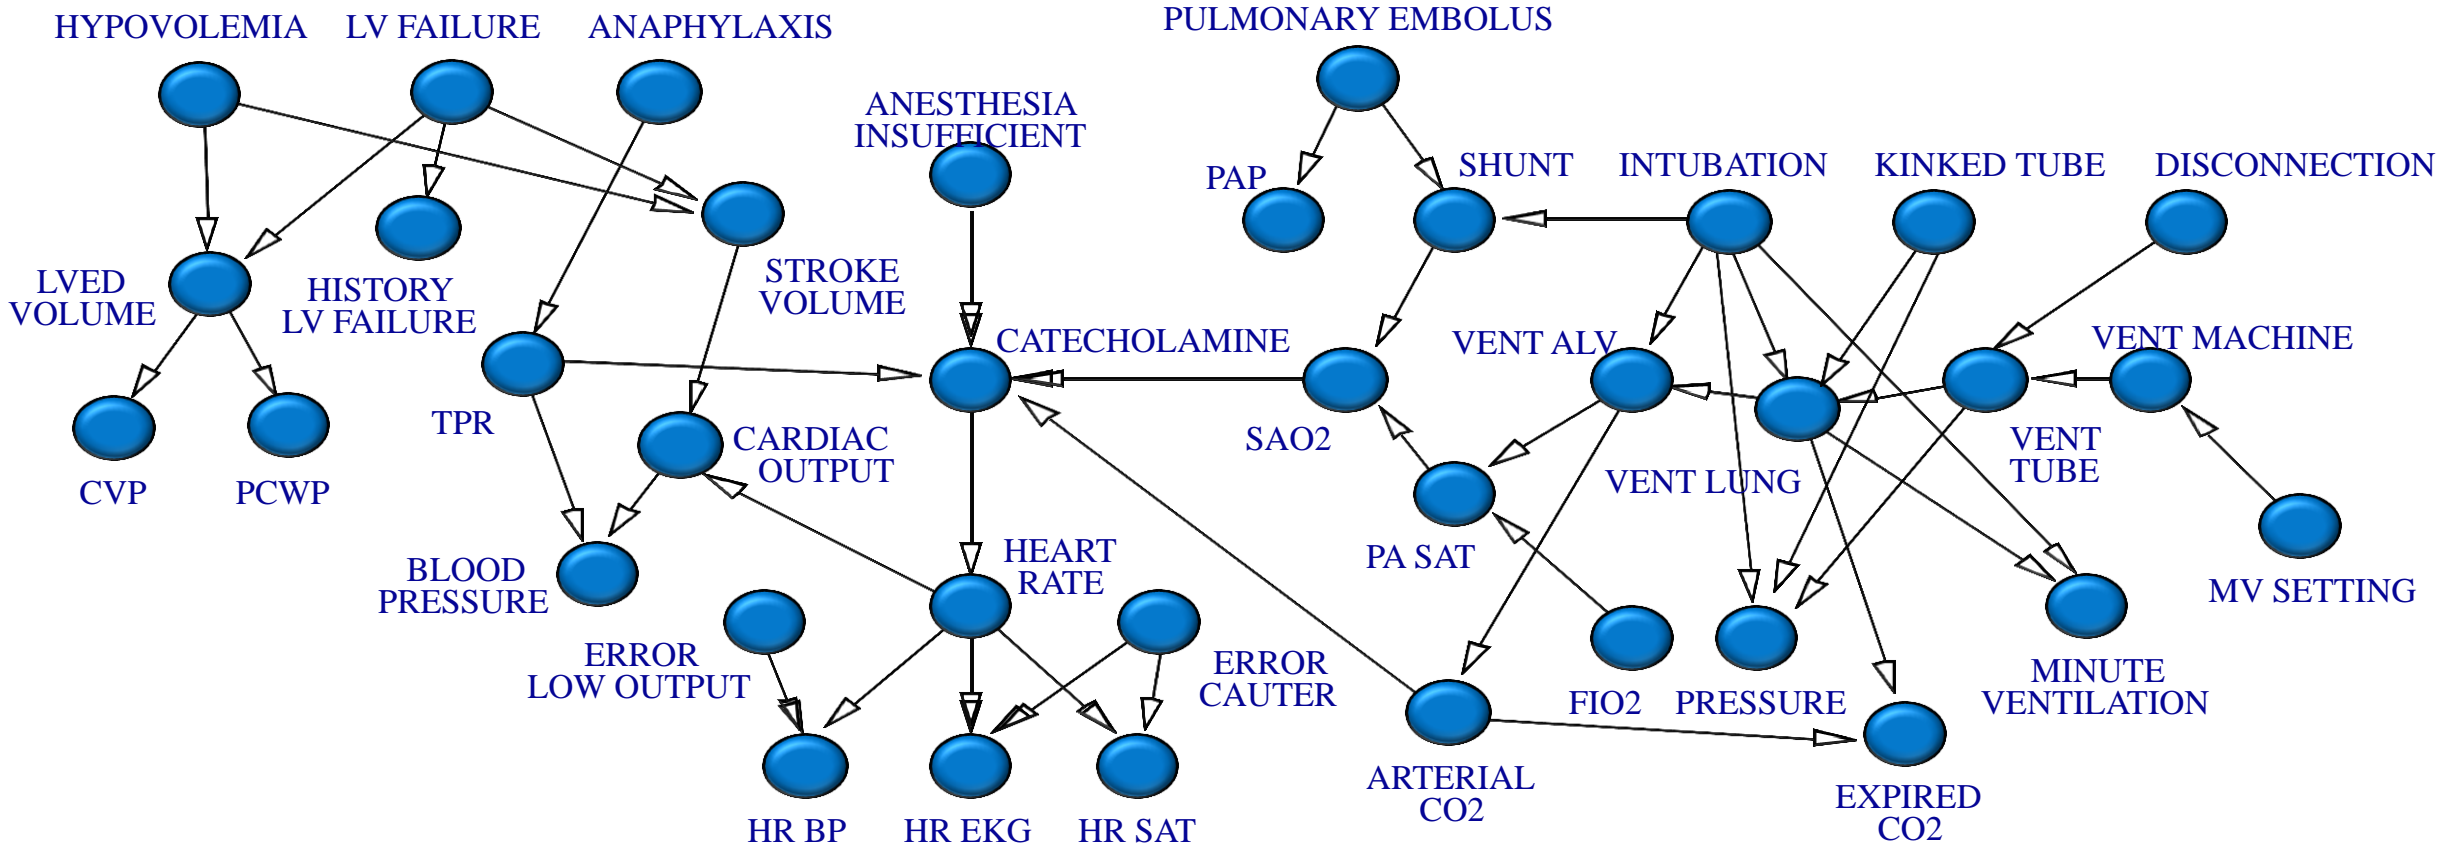 PULMONARY EMBOLUS
HYPOVOLEMIA
LV FAILURE
ANAPHYLAXIS
ANESTHESIA
INSUFFICIENT
PAP
SHUNT
INTUBATION
KINKED TUBE
DISCONNECTION
LVED
VOLUME
HISTORY
LV FAILURE
STROKE
VOLUME
CATECHOLAMINE
VENT ALV
VENT MACHINE
TPR
CARDIAC
OUTPUT
SAO2
VENT LUNG
VENT
TUBE
CVP
PCWP
BLOOD
PRESSURE
HEART
RATE
PA SAT
MV SETTING
ERROR
LOW OUTPUT
ERROR
CAUTER
FIO2
PRESSURE
MINUTE
VENTILATION
ARTERIAL
CO2
EXPIRED
CO2
HR BP
HR EKG
HR SAT